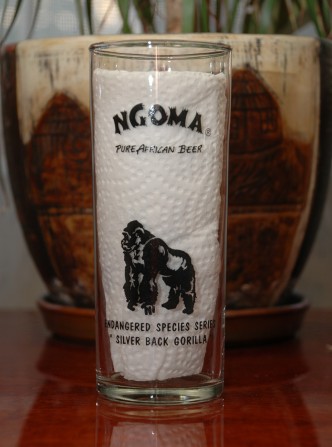 NGOMA®
PURE AFRICAN BEER
ENDANGERED SPECIES SERIES
" SILVER BACK GORILLA